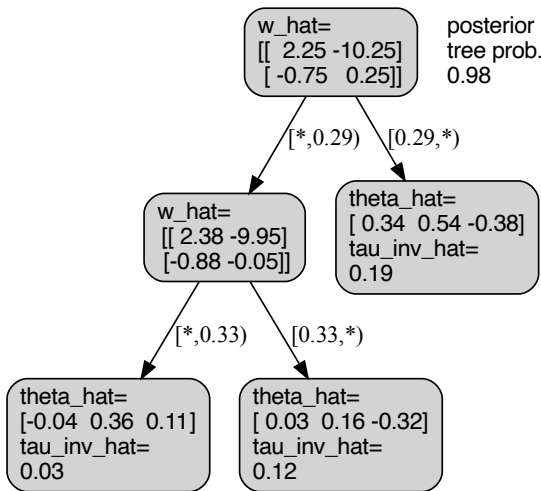 w_hat=
[[ 2.25 -10.25]
[ -0.75 0.25]]
posterior
tree prob.
0.98
[*,0.29)
[0.29,*)
w_hat=
[[ 2.38 -9.95]
[-0.88 -0.05]]
theta_hat=
[ 0.34 0.54 -0.38]
tau_inv_hat=
0.19
[*,0.33)
[0.33,*)
theta_hat=
[-0.04 0.36 0.11]
tau_inv_hat=
0.03
theta_hat=
[ 0.03 0.16 -0.32]
tau_inv_hat=
0.12